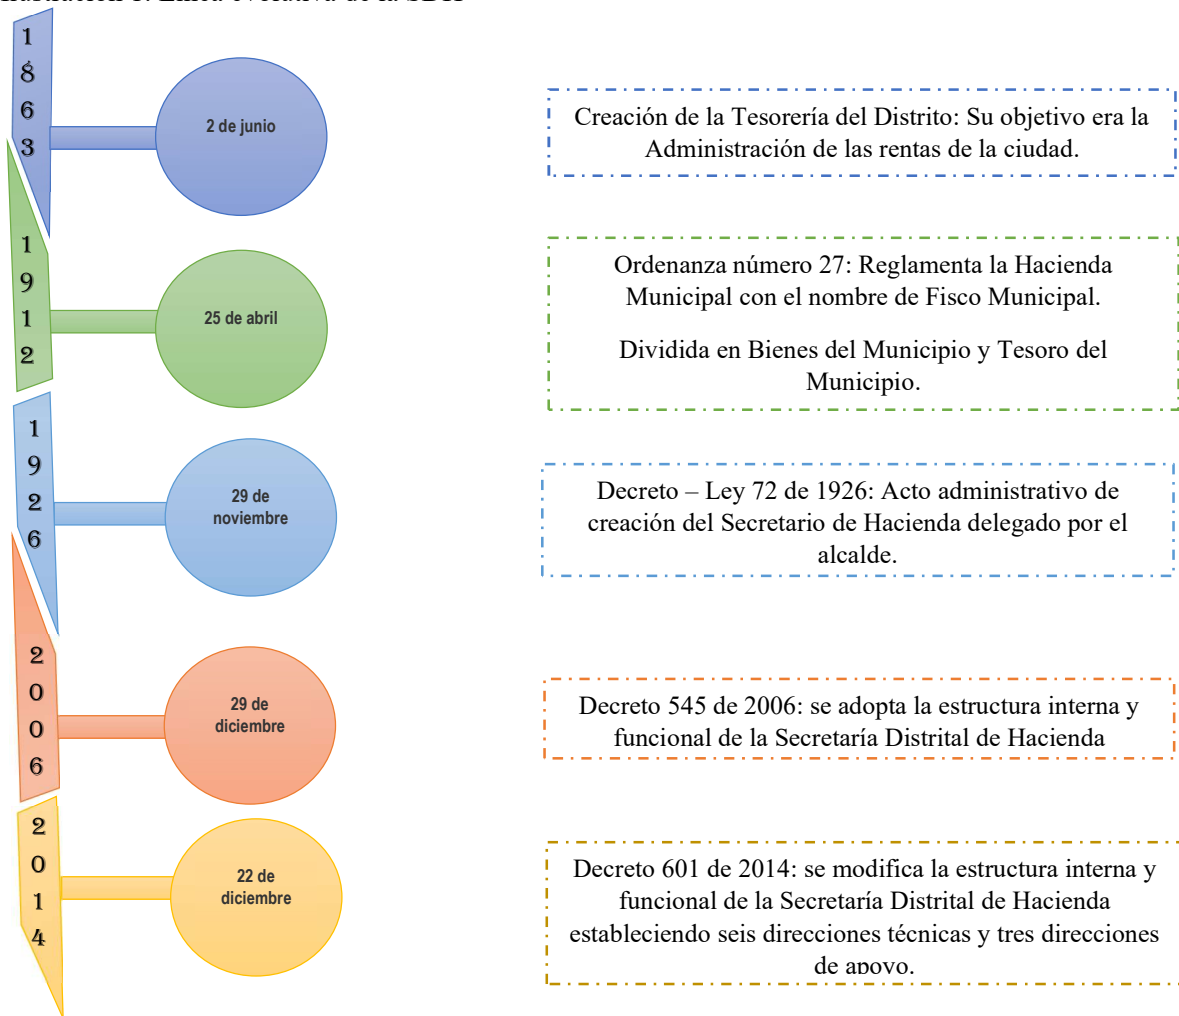 1863
2 de junio
Creación de la Tesorería del Distrito: Su objetivo era la
Administración de las rentas de la ciudad.
1912
25 de abril
Ordenanza número 27: Reglamenta la Hacienda
Municipal con el nombre de Fisco Municipal.
Dividida en Bienes del Municipio y Tesoro del
Municipio.
1926
29 de
noviembre
Decreto – Ley 72 de 1926: Acto administrativo de
creación del Secretario de Hacienda delegado por el
alcalde.
2006
29 de
diciembre
Decreto 545 de 2006: se adopta la estructura interna y
funcional de la Secretaría Distrital de Hacienda
2014
22 de
diciembre
Decreto 601 de 2014: se modifica la estructura interna y
funcional de la Secretaría Distrital de Hacienda
estableciendo seis direcciones técnicas y tres direcciones
de apoyo.